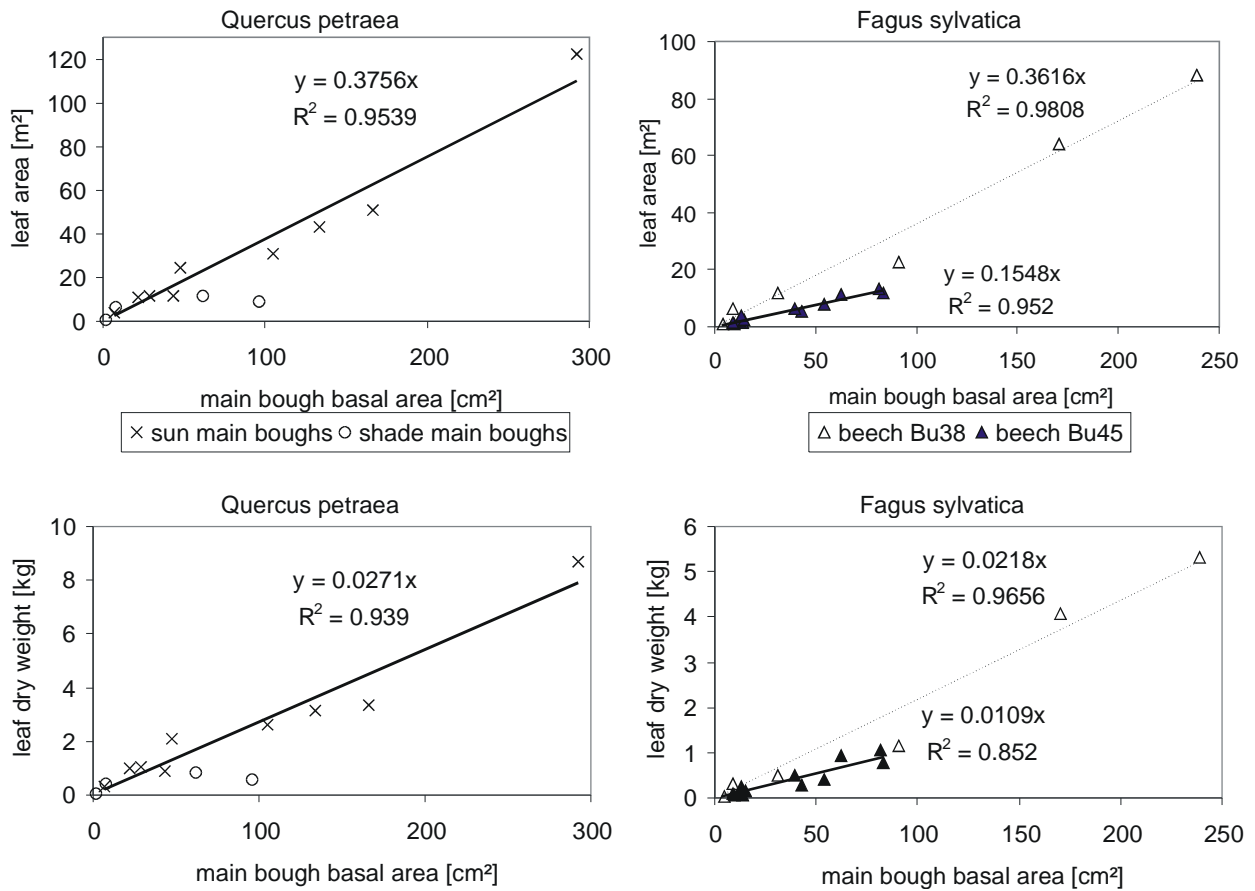 Quercus petraea
120
100
80
60
40
20
0
leaf area [m²]
y = 0.3756x
R² = 0.9539
0 100 200 300
main bough basal area [cm²]
× sun main boughs ○ shade main boughs
Fagus sylvatica
100
80
60
40
20
0
leaf area [m²]
y = 0.3616x
R² = 0.9808
y = 0.1548x
R² = 0.952
0 50 100 150 200 250
main bough basal area [cm²]
△ beech Bu38 ▲ beech Bu45
Quercus petraea
10
8
6
4
2
0
leaf dry weight [kg]
y = 0.0271x
R² = 0.939
0 100 200 300
main bough basal area [cm²]
Fagus sylvatica
6
5
4
3
2
1
0
leaf dry weight [kg]
y = 0.0218x
R² = 0.9656
y = 0.0109x
R² = 0.852
0 50 100 150 200 250
main bough basal area [cm²]